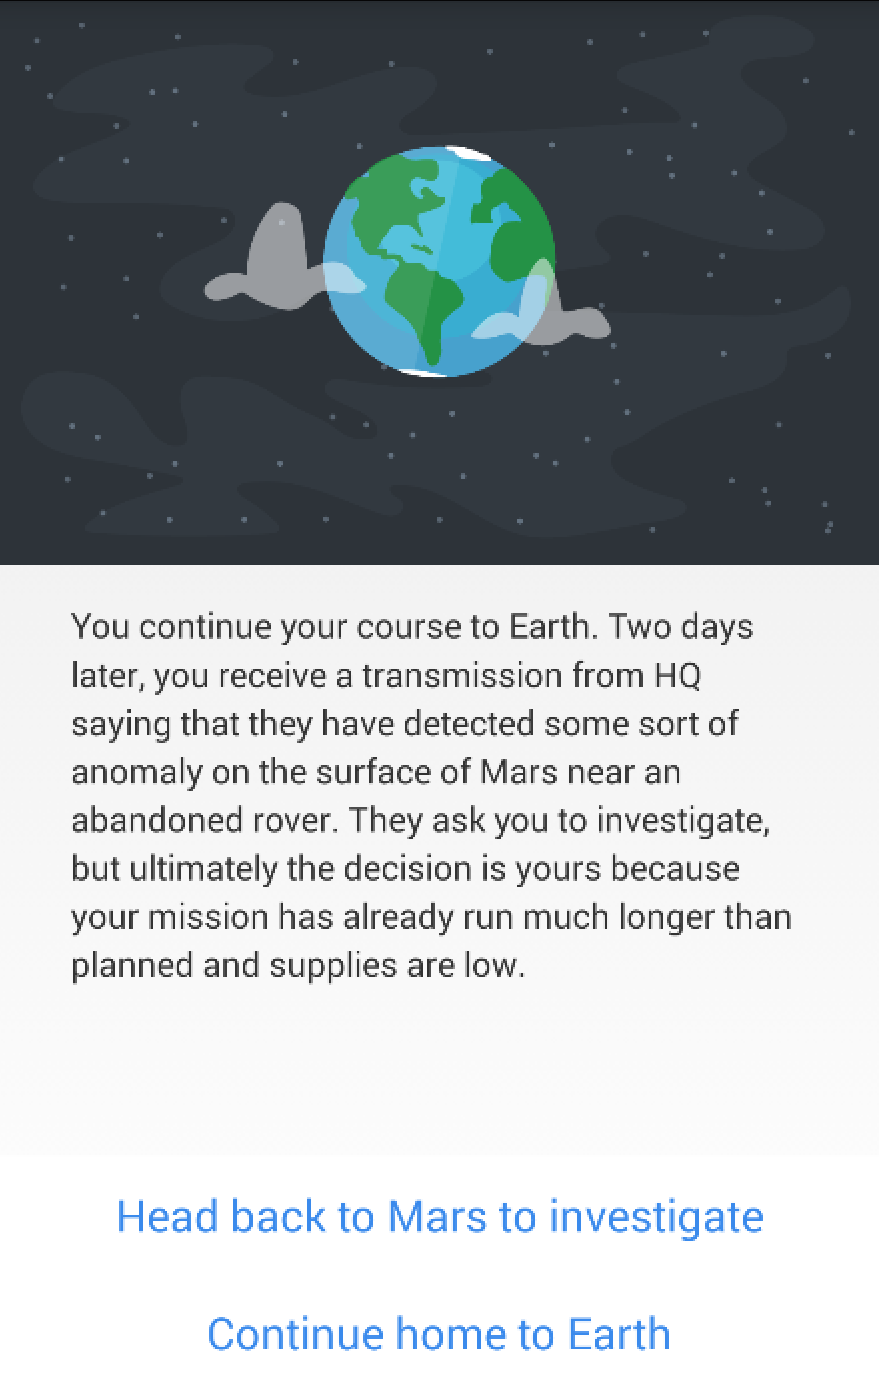 You continue your course to Earth. Two days
later, you receive a transmission from HQ
saying that they have detected some sort of
anomaly on the surface of Mars near an
abandoned rover. They ask you to investigate,
but ultimately the decision is yours because
your mission has already run much longer than
planned and supplies are low.
Head back to Mars to investigate
Continue home to Earth